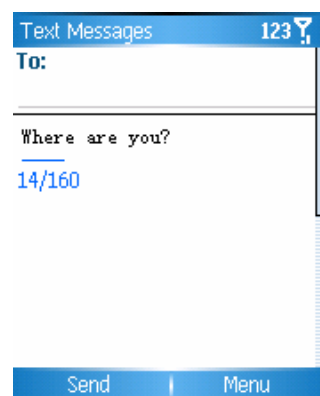 Text Messages 123
To:
Where are you?
14/160
Send Menu